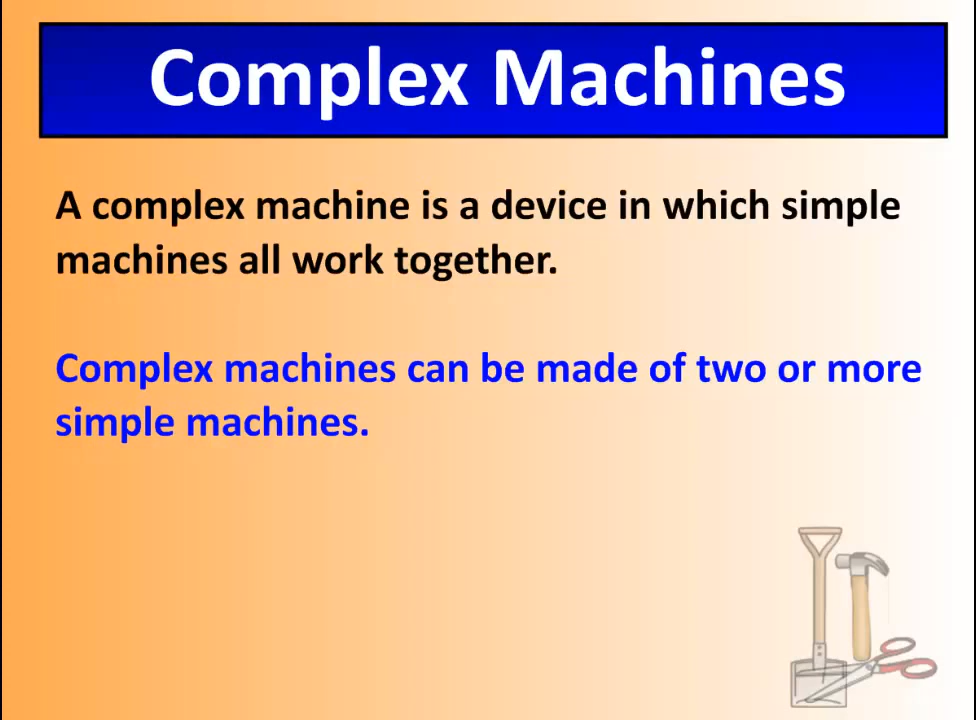 Complex Machines
A complex machine is a device in which simple
machines all work together.
Complex machines can be made of two or more
simple machines.